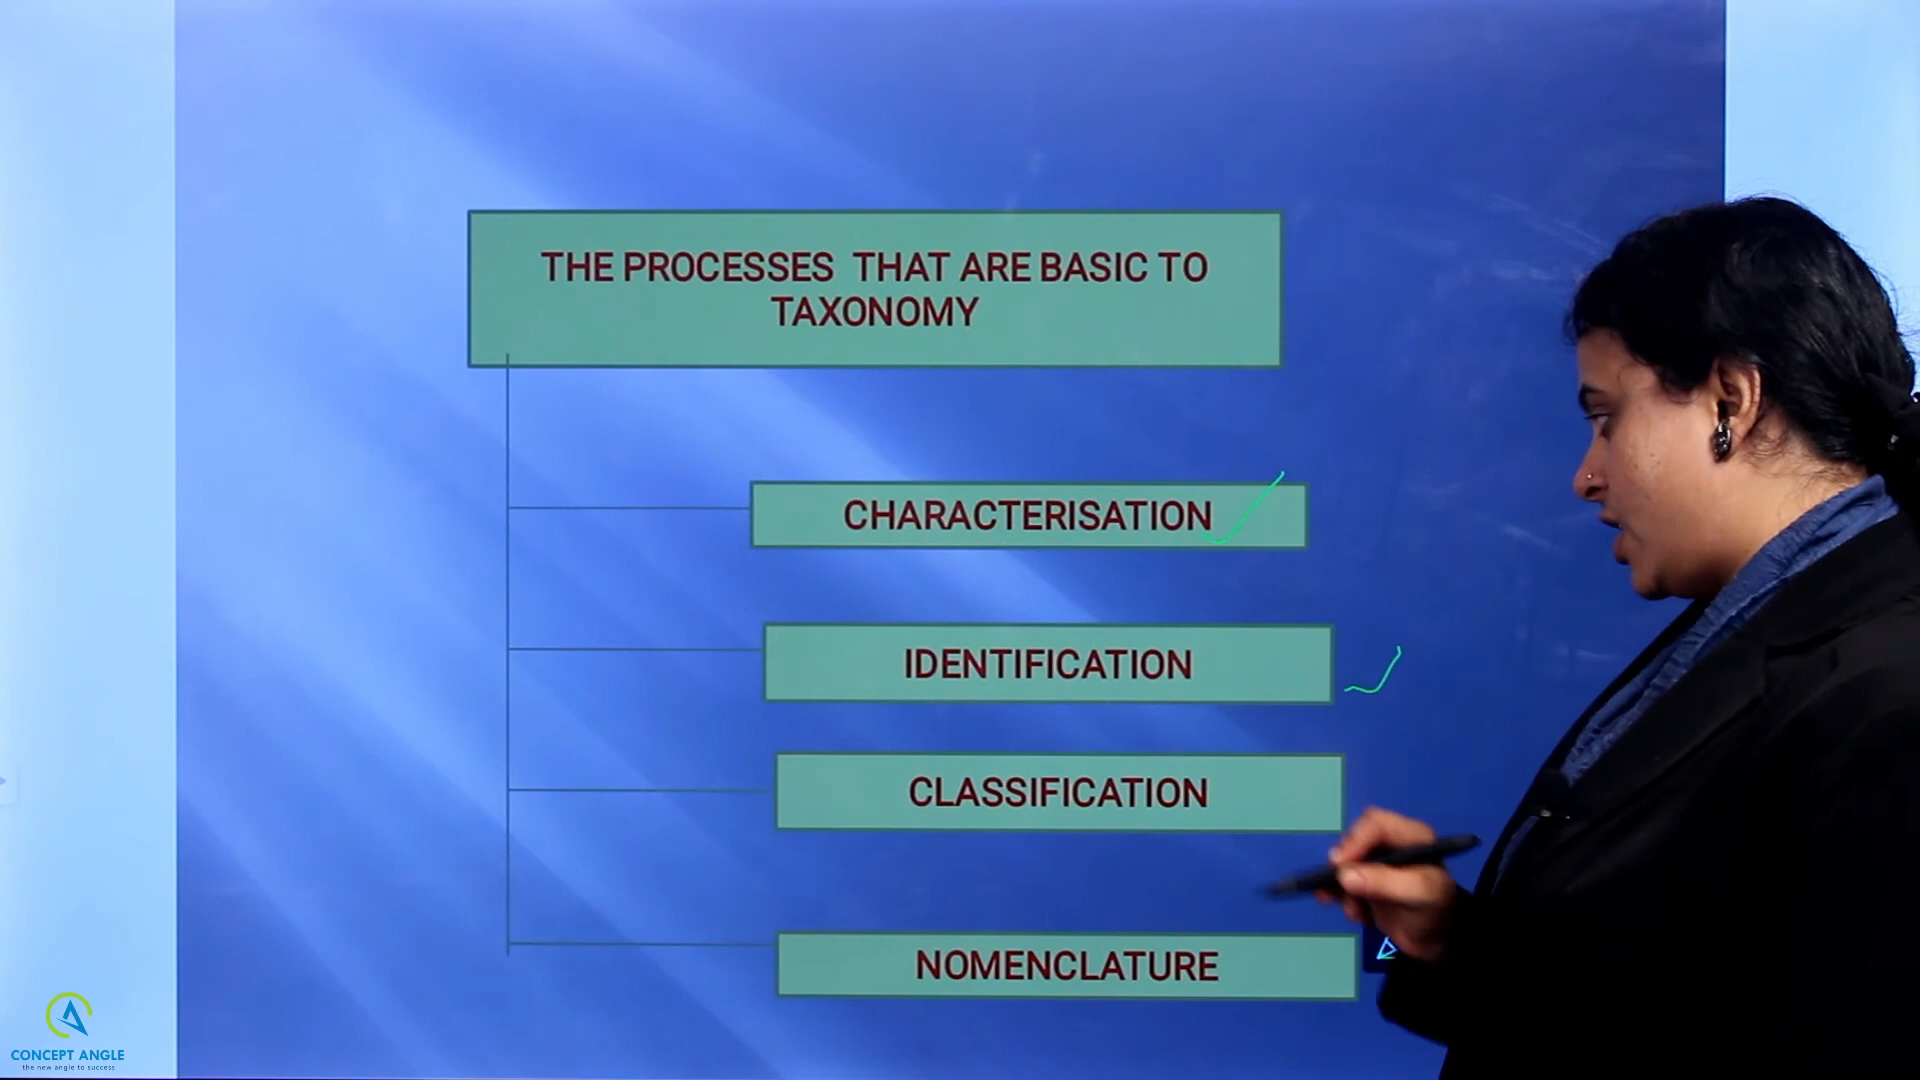 THE PROCESSES THAT ARE BASIC TO
TAXONOMY
CHARACTERISATION
IDENTIFICATION
CLASSIFICATION
NOMENCLATURE
CONCEPT ANGLE
the new angle to success